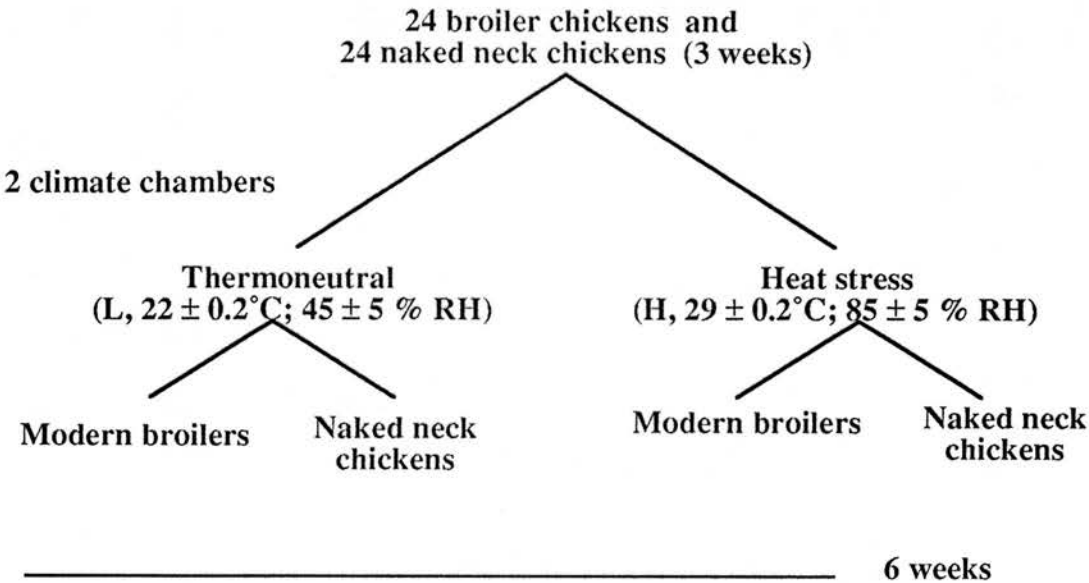 24 broiler chickens and
24 naked neck chickens (3 weeks)
2 climate chambers
Thermoneutral
(L, 22 ± 0.2°C; 45 ± 5 % RH)
Heat stress
(H, 29 ± 0.2°C; 85 ± 5 % RH)
Modern broilers
Naked neck
chickens
Modern broilers
Naked neck
chickens
6 weeks